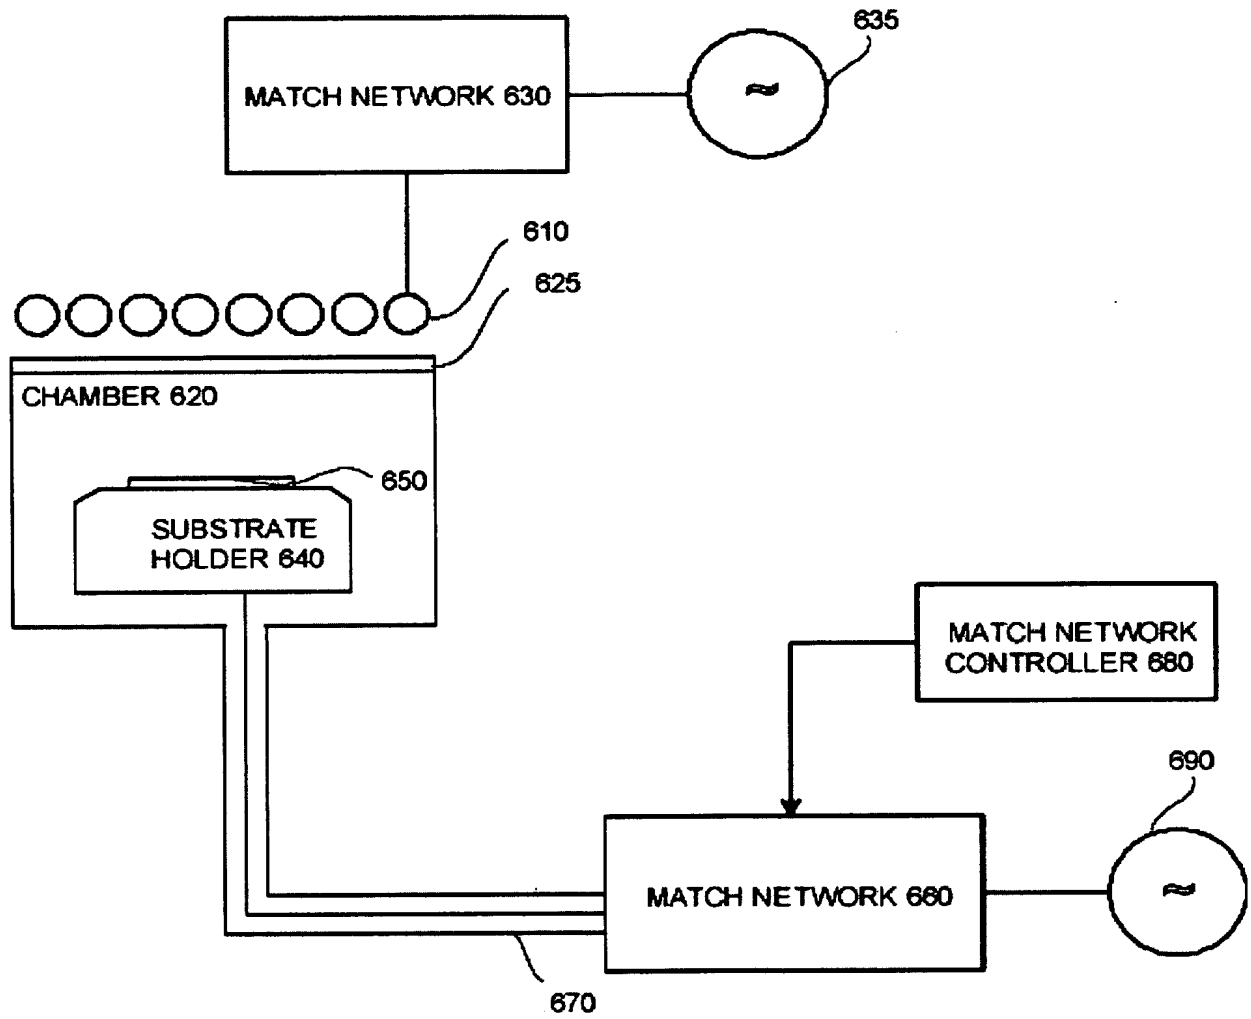 635
MATCH NETWORK 630
610
625
CHAMBER 620
650
SUBSTRATE
HOLDER 640
MATCH NETWORK
CONTROLLER 680
690
MATCH NETWORK 680
670